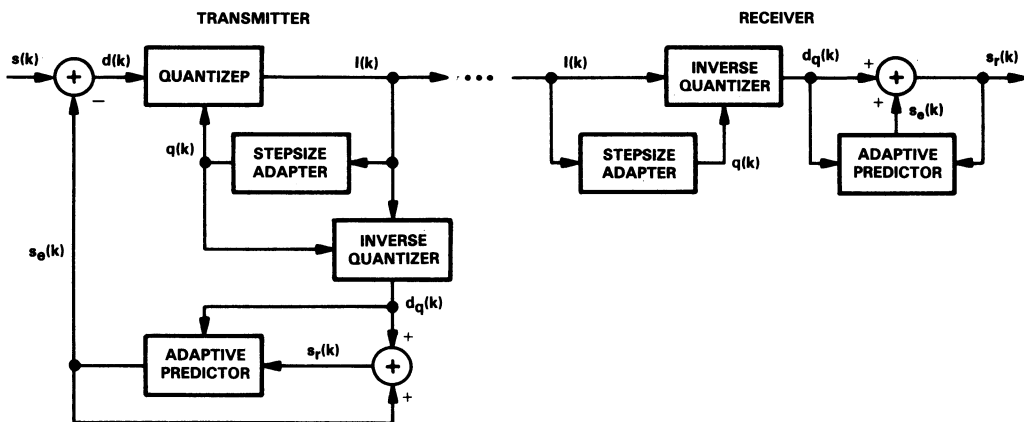 TRANSMITTER
RECEIVER
s(k)
d(k)
QUANTIZEP
I(k)
I(k)
INVERSE
QUANTIZER
dq(k)
sr(k)
+
−
+
+
+
se(k)
q(k)
STEPSIZE
ADAPTER
STEPSIZE
ADAPTER
q(k)
ADAPTIVE
PREDICTOR
se(k)
INVERSE
QUANTIZER
dq(k)
ADAPTIVE
PREDICTOR
sr(k)
+
+
+